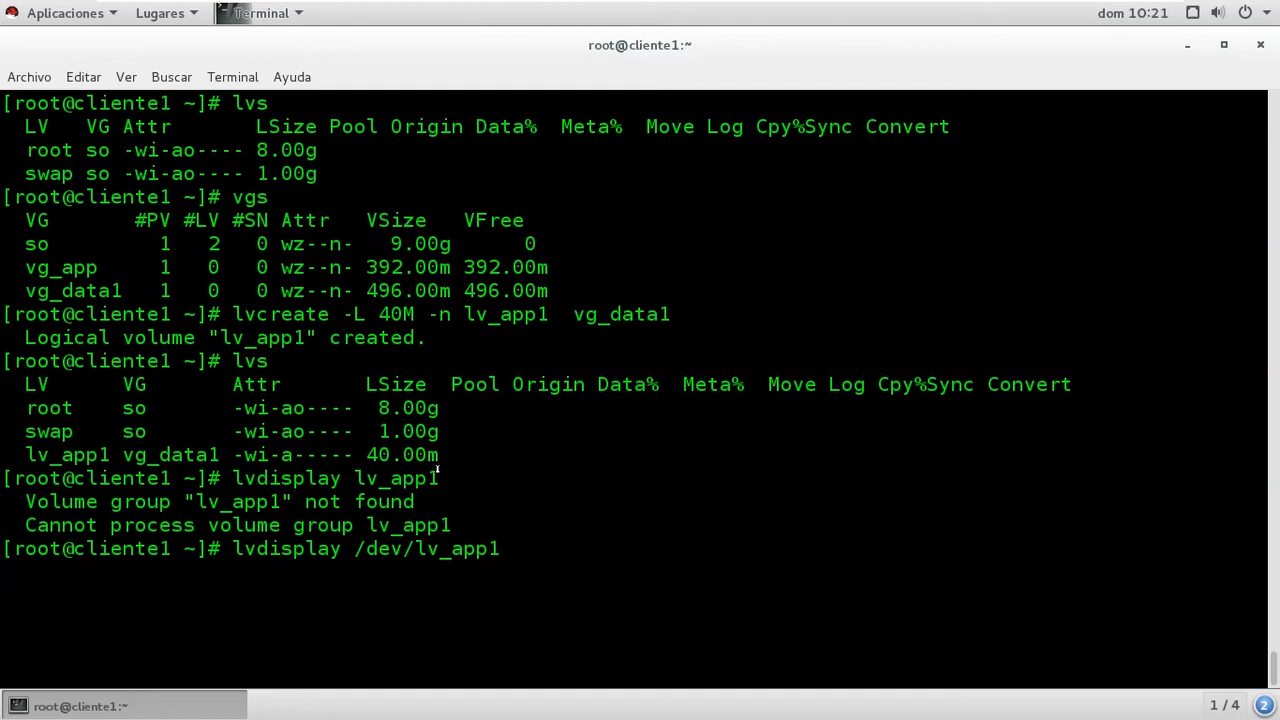 Aplicaciones Lugares Terminal dom 10:21
root@cliente1:~
Archivo Editar Ver Buscar Terminal Ayuda
[root@cliente1 ~]# lvs
LV VG Attr LSize Pool Origin Data% Meta% Move Log Cpy%Sync Convert
root so -wi-ao---- 8.00g
swap so -wi-ao---- 1.00g
[root@cliente1 ~]# vgs
VG #PV #LV #SN Attr VSize VFree
so 1 2 0 wz--n- 9.00g 0
vg_app 1 0 0 wz--n- 392.00m 392.00m
vg_data1 1 0 0 wz--n- 496.00m 496.00m
[root@cliente1 ~]# lvcreate -L 40M -n lv_app1 vg_data1
Logical volume "lv_app1" created.
[root@cliente1 ~]# lvs
LV VG Attr LSize Pool Origin Data% Meta% Move Log Cpy%Sync Convert
root so -wi-ao---- 8.00g
swap so -wi-ao---- 1.00g
lv_app1 vg_data1 -wi-a----- 40.00m
[root@cliente1 ~]# lvdisplay lv_app1
Volume group "lv_app1" not found
Cannot process volume group lv_app1
[root@cliente1 ~]# lvdisplay /dev/lv_app1
root@cliente1:~ 1 / 4 2